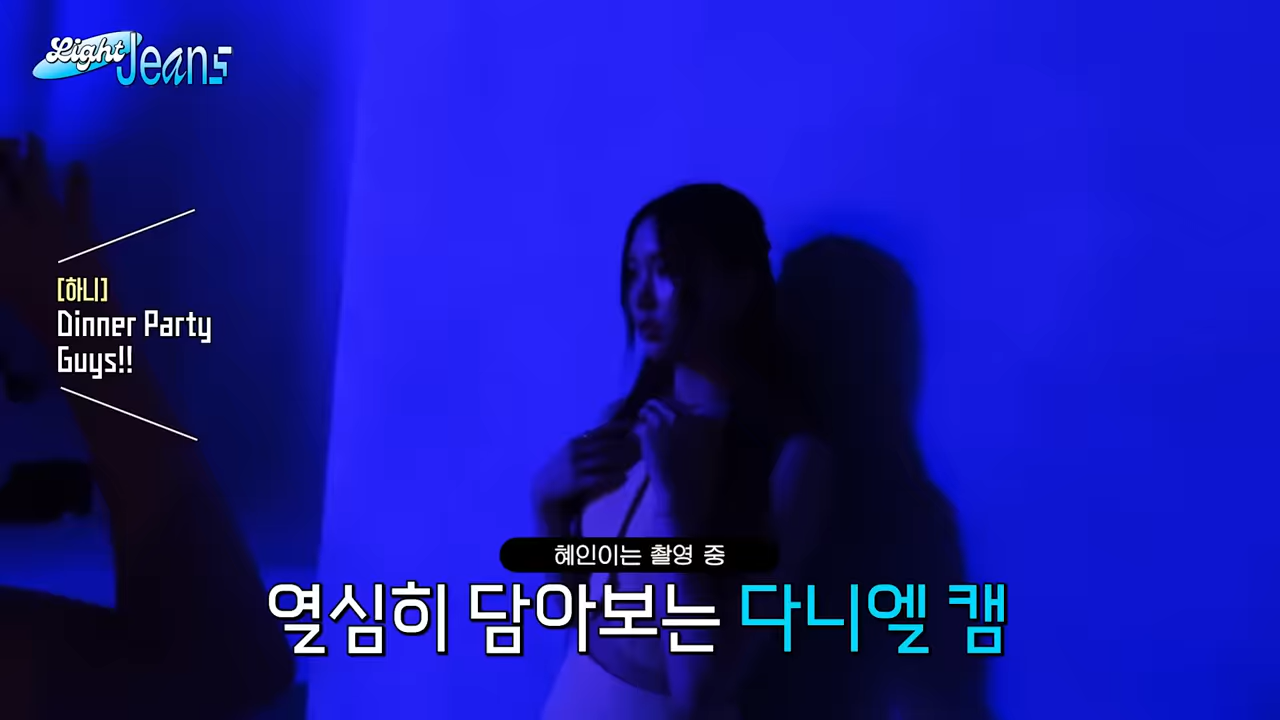 Light Jeans
[하니]
Dinner Party
Guys!!
혜인이는 촬영 중
열심히 담아보는 다니엘 캠